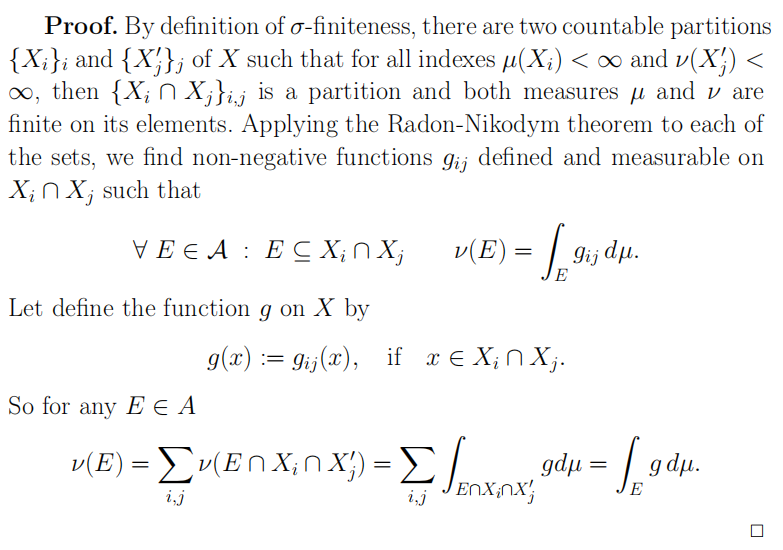 Proof. By definition of σ-finiteness, there are two countable partitions
{X_i}_i and {X'_j}_j of X such that for all indexes μ(X_i) < ∞ and ν(X'_j) <
∞, then {X_i ∩ X_j}_{i,j} is a partition and both measures μ and ν are
finite on its elements. Applying the Radon-Nikodym theorem to each of
the sets, we find non-negative functions g_{ij} defined and measurable on
X_i ∩ X_j such that
∀ E ∈ 𝒜 : E ⊆ X_i ∩ X_j ν(E) = ∫_E g_{ij} dμ.
Let define the function g on X by
g(x) := g_{ij}(x), if x ∈ X_i ∩ X_j.
So for any E ∈ A
ν(E) = ∑_{i,j} ν(E ∩ X_i ∩ X'_j) = ∑_{i,j} ∫_{E∩X_i∩X'_j} gdμ = ∫_E g dμ.
□